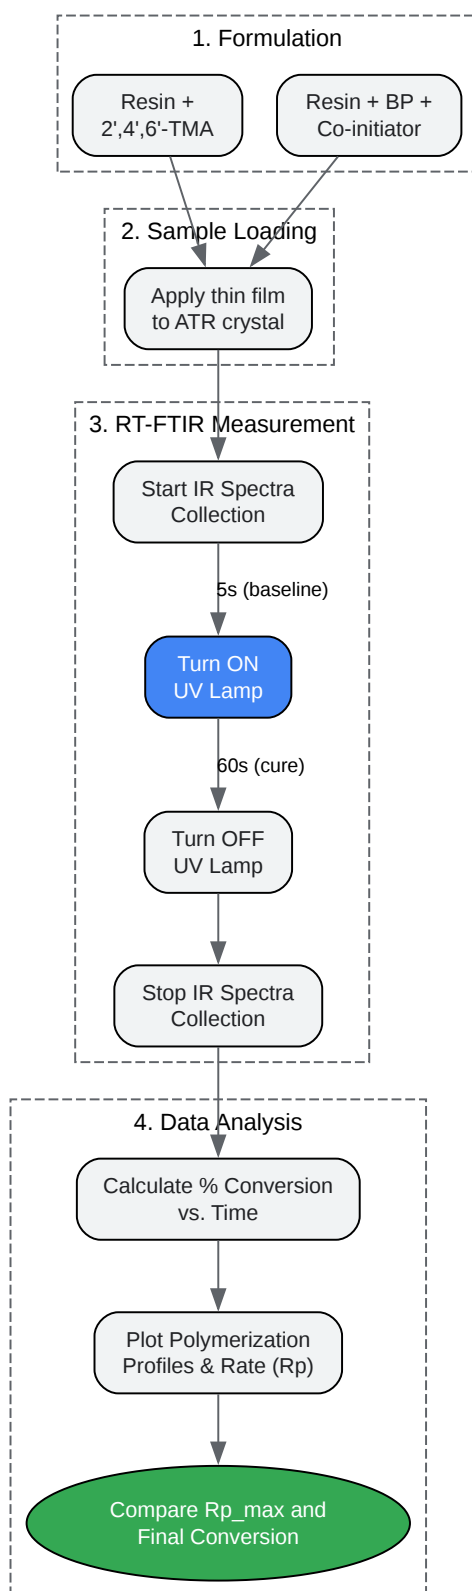 1. Formulation
Resin +
2',4',6'-TMA
Resin + BP +
Co-initiator
2. Sample Loading
Apply thin film
to ATR crystal
3. RT-FTIR Measurement
Start IR Spectra
Collection
5s (baseline)
Turn ON
UV Lamp
60s (cure)
Turn OFF
UV Lamp
Stop IR Spectra
Collection
4. Data Analysis
Calculate % Conversion
vs. Time
Plot Polymerization
Profiles & Rate (Rp)
Compare Rp_max and
Final Conversion